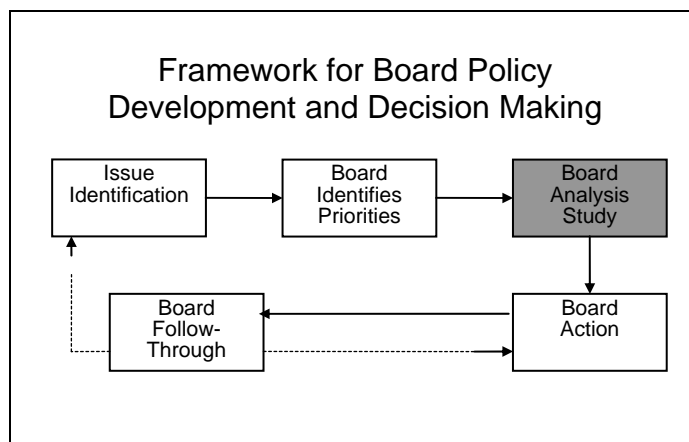 Framework for Board Policy
Development and Decision Making
Issue
Identification
Board
Identifies
Priorities
Board
Analysis
Study
Board
Follow-
Through
Board
Action